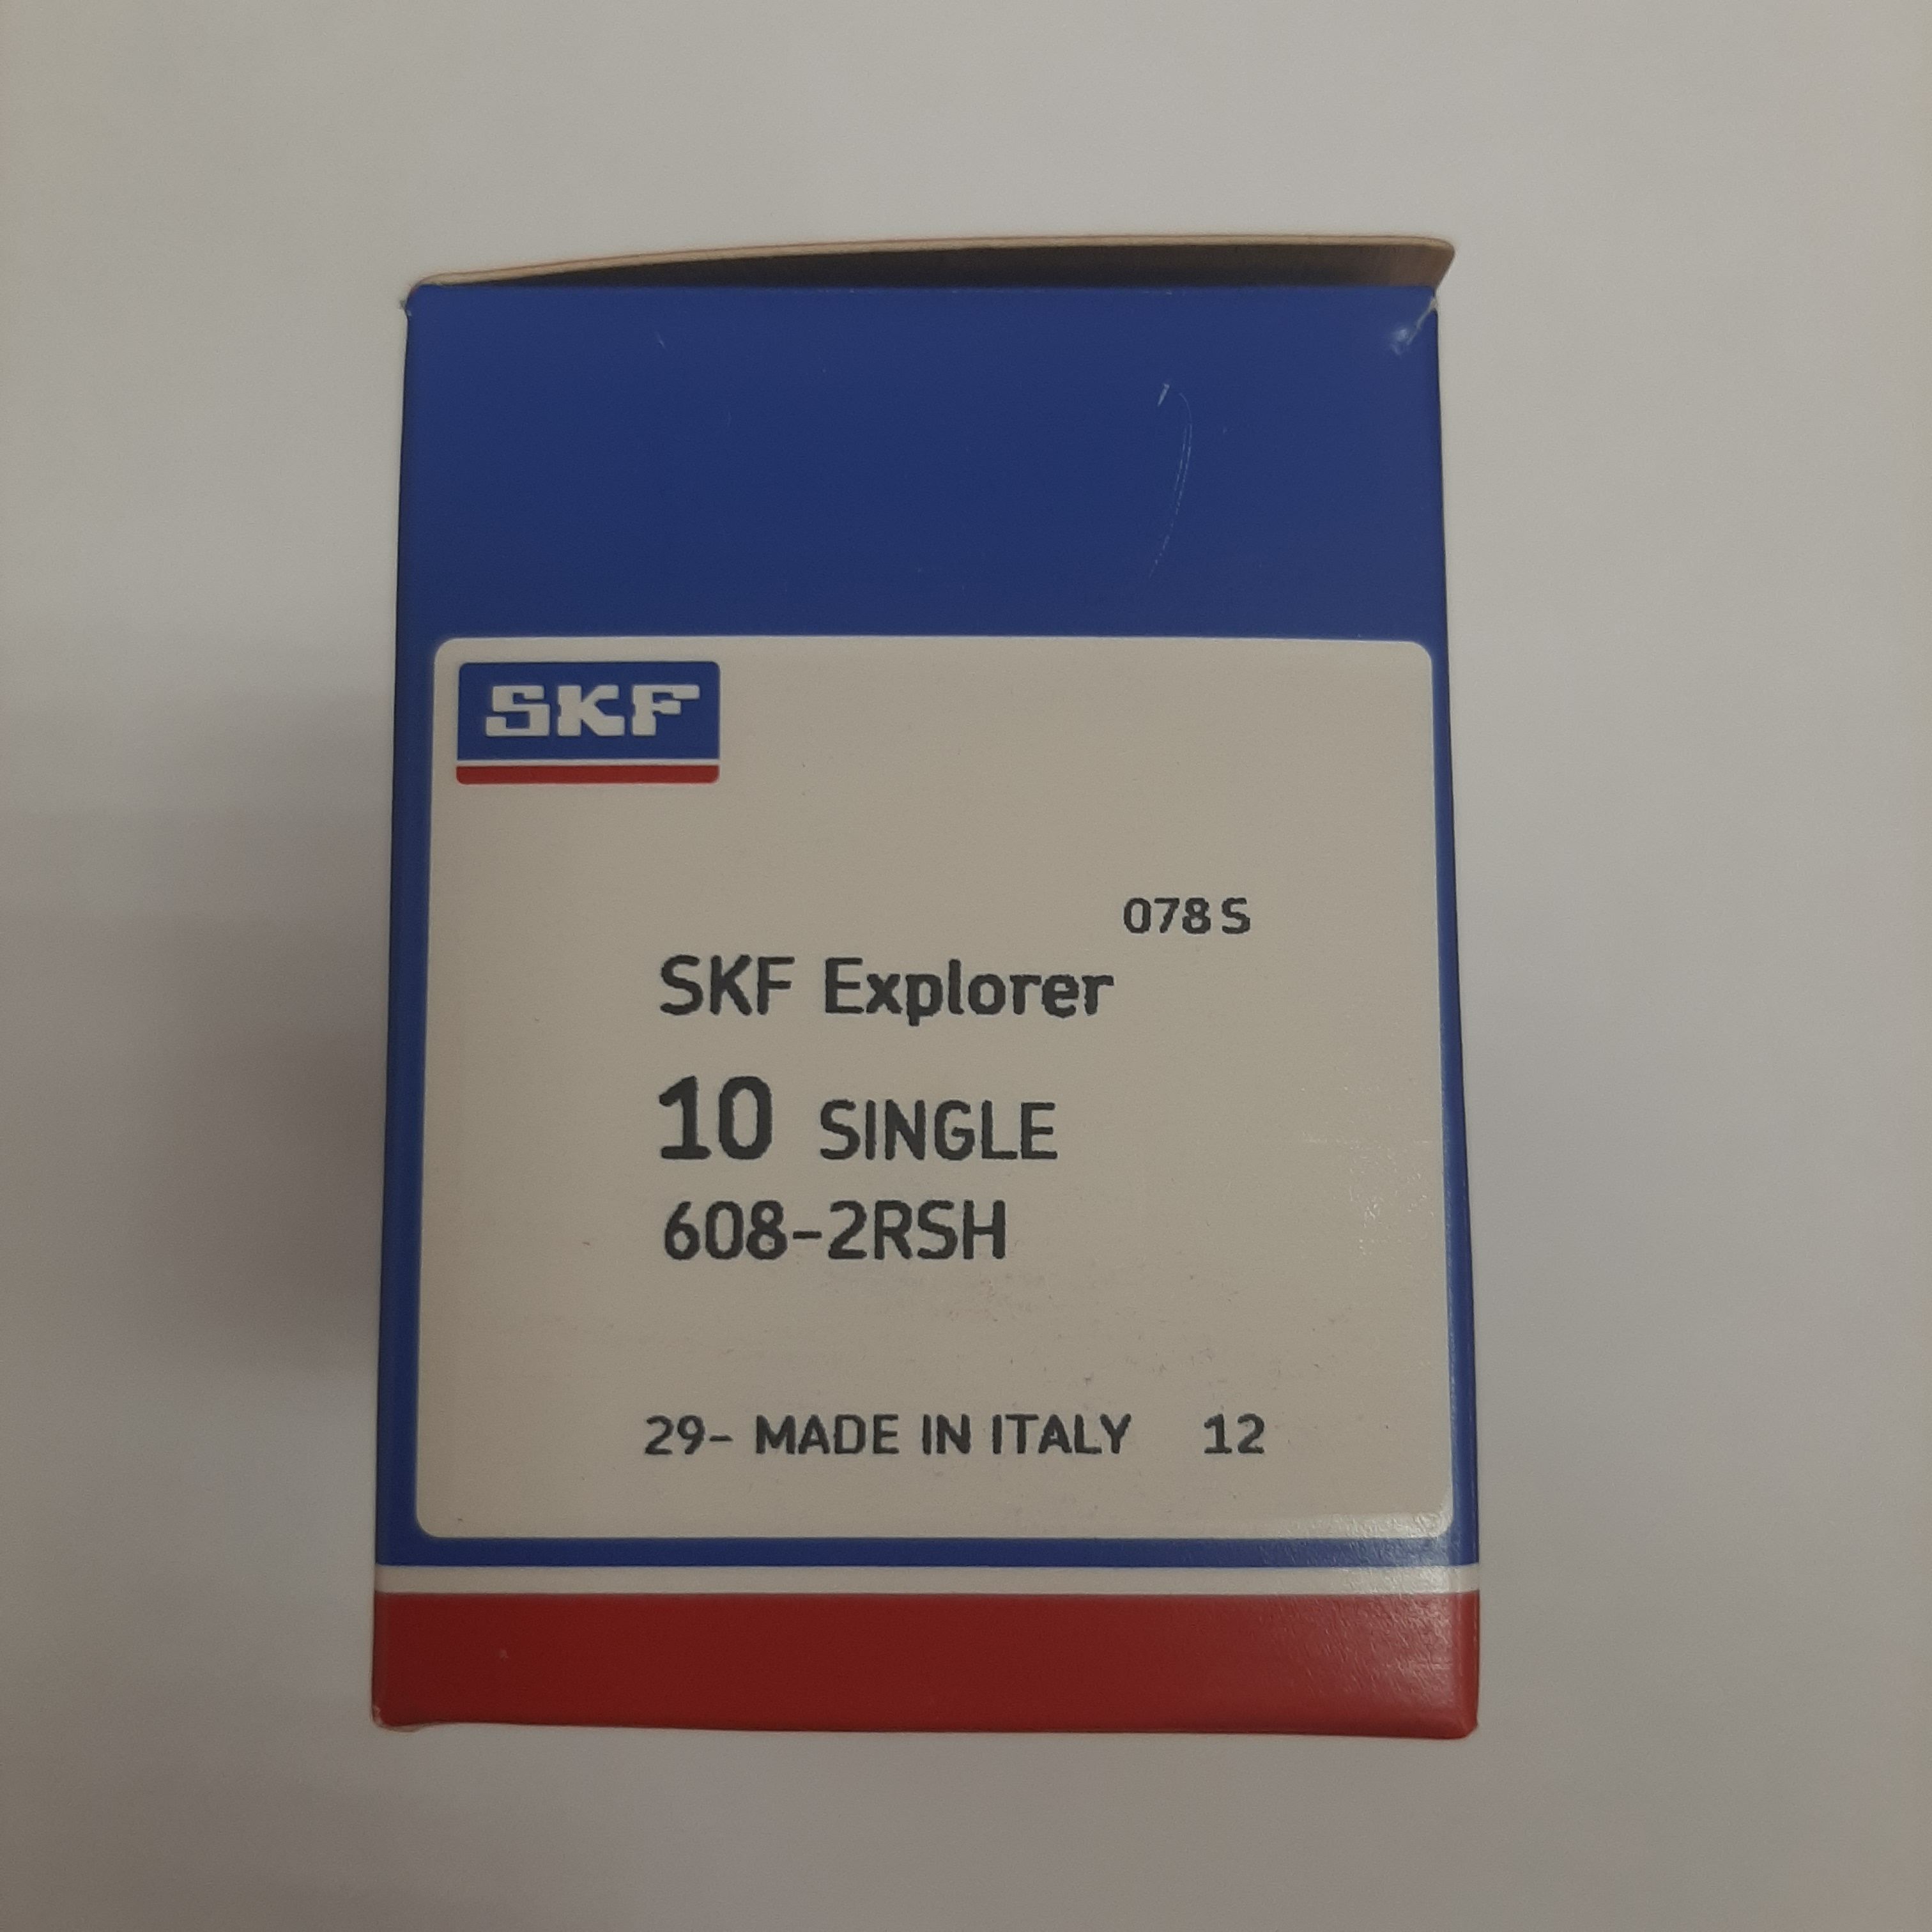 SKF
078 S
SKF Explorer
10 SINGLE
608-2RSH
29- MADE IN ITALY 12